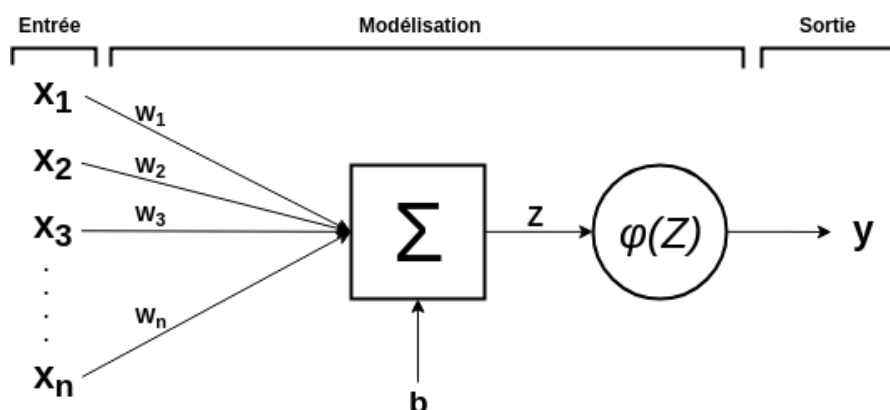 Entrée Modélisation Sortie
x₁
w₁
x₂
w₂
x₃
w₃
Σ
Z
φ(Z)
y
.
.
.
.
wₙ
xₙ
b